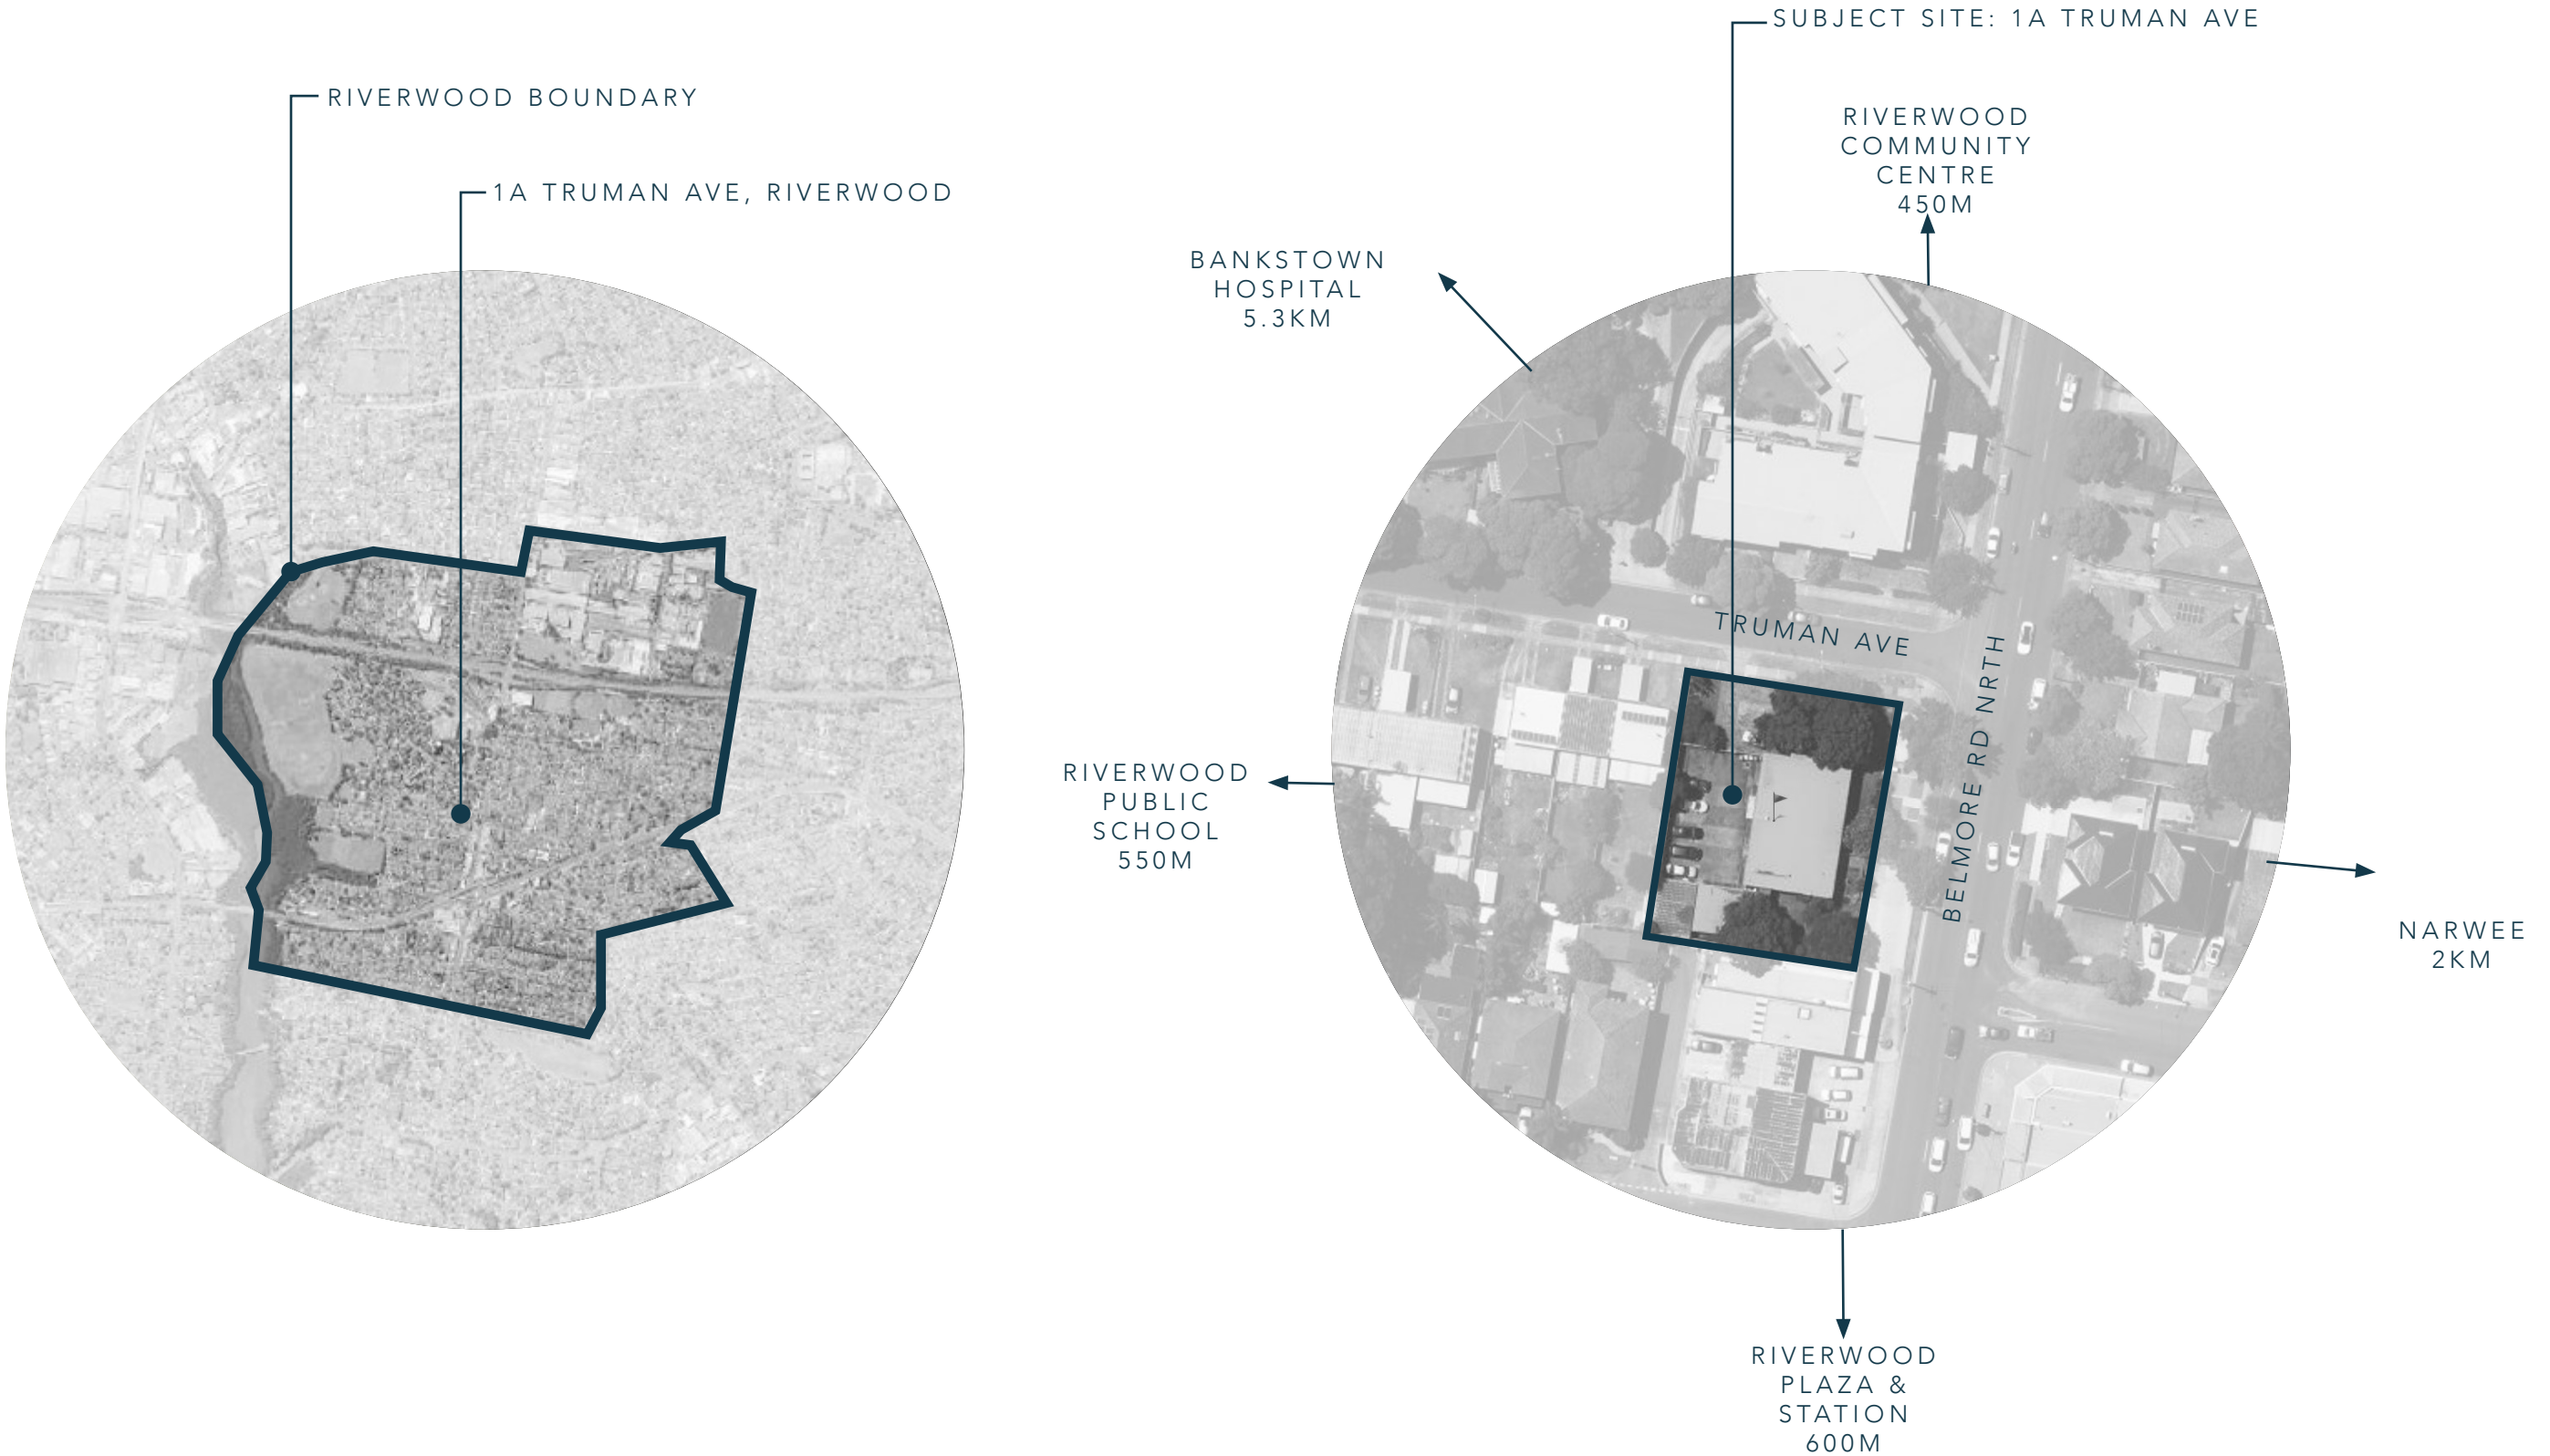 RIVERWOOD BOUNDARY
1A TRUMAN AVE, RIVERWOOD
SUBJECT SITE: 1A TRUMAN AVE
RIVERWOOD
COMMUNITY
CENTRE
450M
BANKSTOWN
HOSPITAL
5.3KM
TRUMAN AVE
BELMORE RD NRTH
RIVERWOOD
PUBLIC
SCHOOL
550M
NARWEE
2KM
RIVERWOOD
PLAZA &
STATION
600M